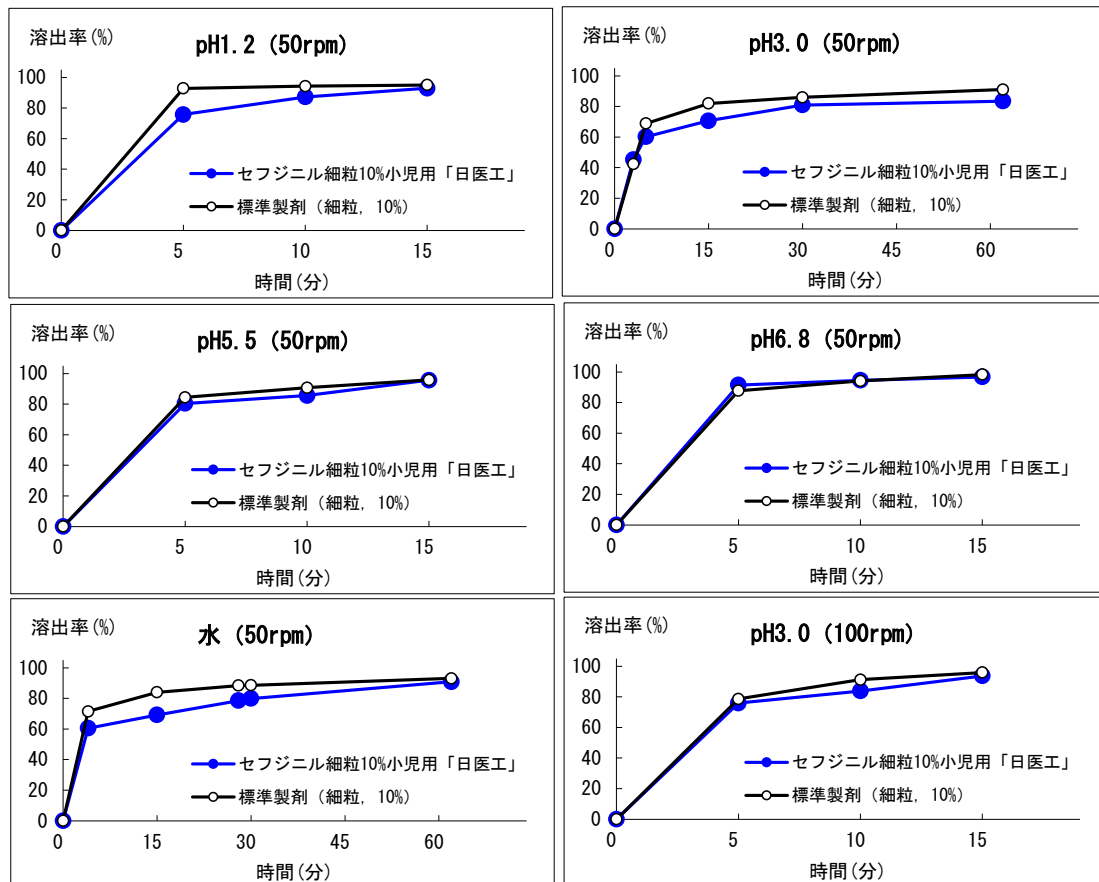 溶出率(%)
pH1.2 (50rpm)
100
80
60
40
20
0
0 5 10 15
時間(分)
セフジニル細粒10%小児用「日医工」
標準製剤(細粒, 10%)
溶出率(%)
pH3.0 (50rpm)
100
80
60
40
20
0
0 15 30 45 60
時間(分)
セフジニル細粒10%小児用「日医工」
標準製剤(細粒, 10%)
溶出率(%)
pH5.5 (50rpm)
100
80
60
40
20
0
0 5 10 15
時間(分)
セフジニル細粒10%小児用「日医工」
標準製剤(細粒, 10%)
溶出率(%)
pH6.8 (50rpm)
100
80
60
40
20
0
0 5 10 15
時間(分)
セフジニル細粒10%小児用「日医工」
標準製剤(細粒, 10%)
溶出率(%)
水 (50rpm)
100
80
60
40
20
0
0 15 30 45 60
時間(分)
セフジニル細粒10%小児用「日医工」
標準製剤(細粒, 10%)
溶出率(%)
pH3.0 (100rpm)
100
80
60
40
20
0
0 5 10 15
時間(分)
セフジニル細粒10%小児用「日医工」
標準製剤(細粒, 10%)